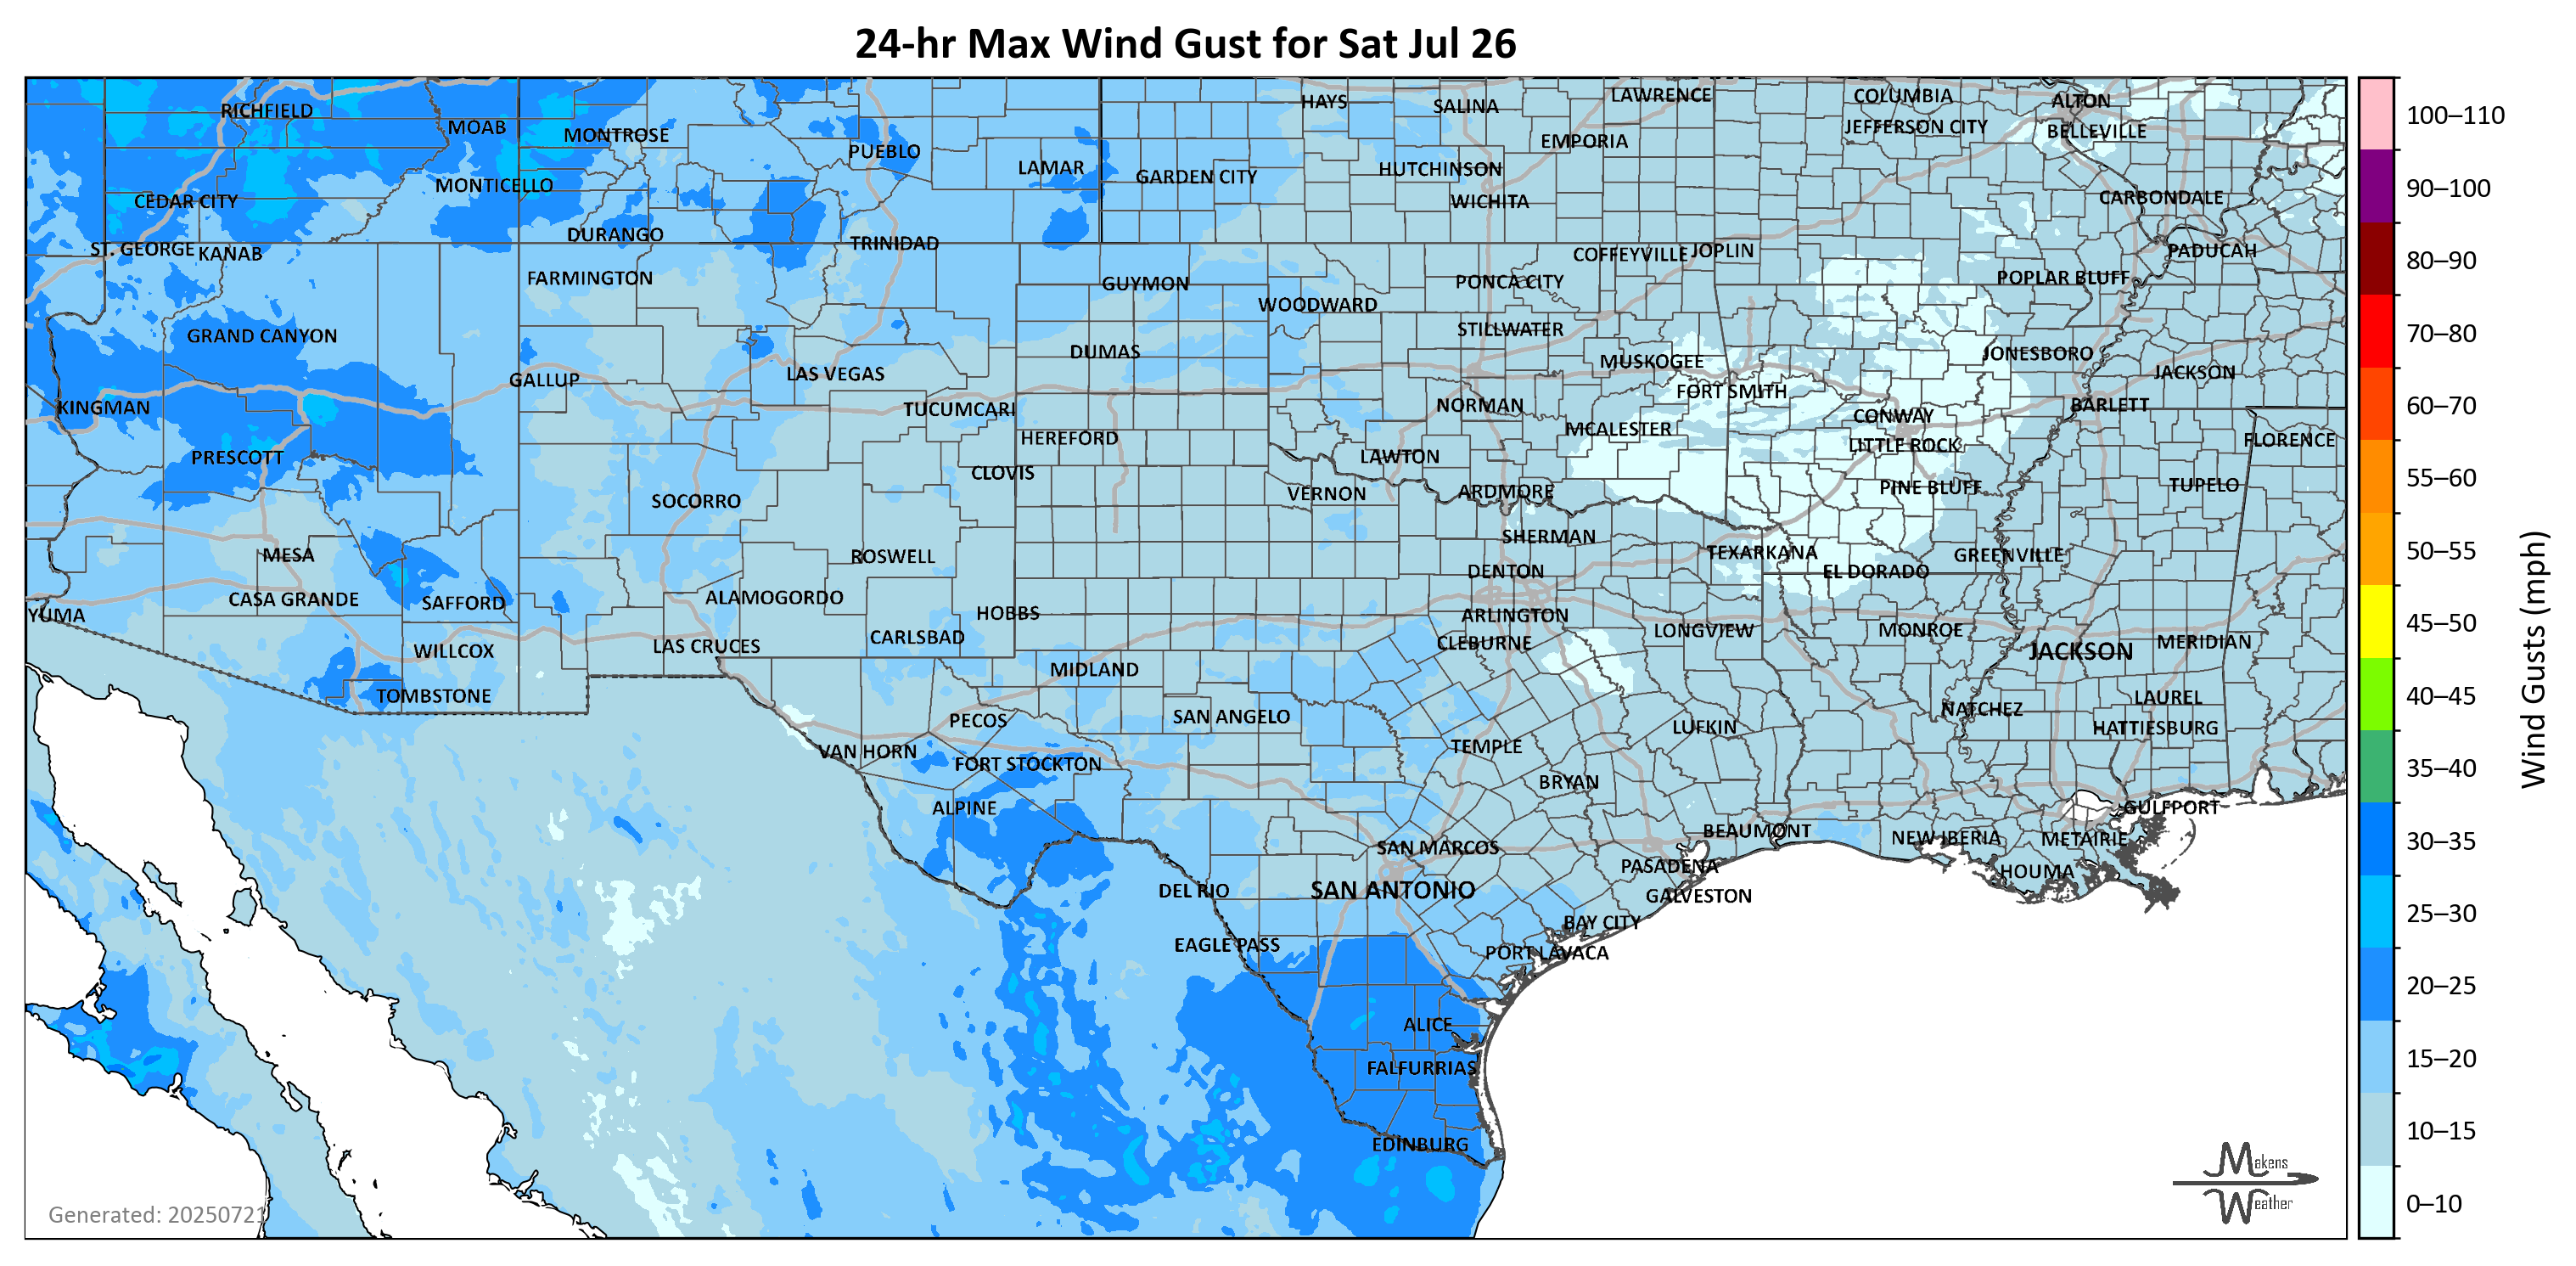 24-hr Max Wind Gust for Sat Jul 26
RICHFIELD
MOAB
MONTROSE
PUEBLO
LAMAR
GARDEN CITY
HAYS
SALINA
LAWRENCE
COLUMBIA
ALTON
JEFFERSON CITY
BELLEVILLE
EMPORIA
HUTCHINSON
WICHITA
CARBONDALE
MONTICELLO
CEDAR CITY
DURANGO
TRINIDAD
ST. GEORGE
KANAB
FARMINGTON
GUYMON
WOODWARD
PONCA CITY
COFFEYVILLE
JOPLIN
POPLAR BLUFF
PADUCAH
GRAND CANYON
STILLWATER
DUMAS
MUSKOGEE
JONESBORO
JACKSON
GALLUP
LAS VEGAS
FORT SMITH
KINGMAN
TUCUMCARI
NORMAN
CONWAY
BARLETT
HEREFORD
MCALESTER
LITTLE ROCK
FLORENCE
PRESCOTT
CLOVIS
LAWTON
SOCORRO
VERNON
ARDMORE
PINE BLUFF
TUPELO
MESA
ROSWELL
SHERMAN
TEXARKANA
GREENVILLE
DENTON
EL DORADO
CASA GRANDE
SAFFORD
ALAMOGORDO
HOBBS
ARLINGTON
YUMA
CARLSBAD
CLEBURNE
LONGVIEW
MONROE
WILLCOX
LAS CRUCES
JACKSON
MERIDIAN
MIDLAND
TOMBSTONE
PECOS
SAN ANGELO
LAUREL
NATCHEZ
HATTIESBURG
LUFKIN
VAN HORN
FORT STOCKTON
TEMPLE
BRYAN
ALPINE
GULFPORT
BEAUMONT
NEW IBERIA
METAIRIE
SAN MARCOS
PASADENA
HOUMA
DEL RIO
SAN ANTONIO
GALVESTON
BAY CITY
EAGLE PASS
PORT LAVACA
ALICE
FALFURRIAS
EDINBURG
Generated: 20250721
Makens
Weather
100–110
90–100
80–90
70–80
60–70
55–60
50–55
45–50
40–45
35–40
30–35
25–30
20–25
15–20
10–15
0–10
Wind Gusts (mph)